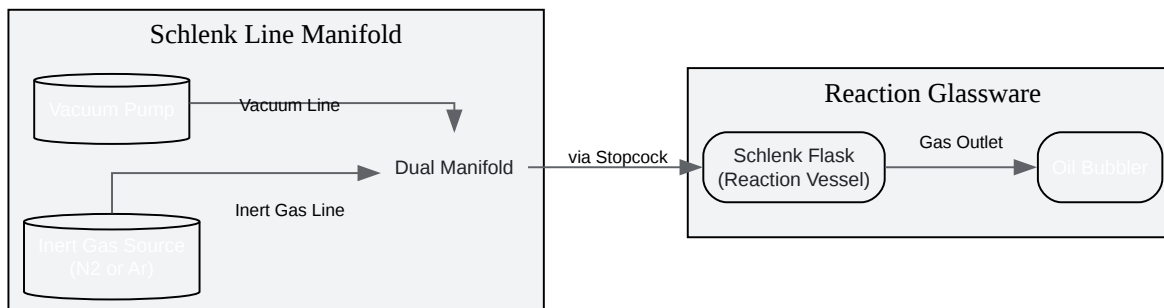 Schlenk Line Manifold
Vacuum Pump
Vacuum Line
Dual Manifold
Inert Gas Line
Inert Gas Source
(N2 or Ar)
via Stopcock
Reaction Glassware
Schlenk Flask
(Reaction Vessel)
Gas Outlet
Oil Bubbler